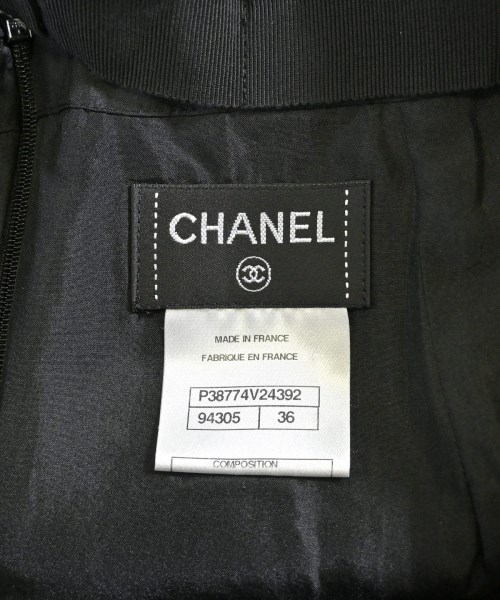 CHANEL
MADE IN FRANCE
FABRIQUE EN FRANCE
P38774V24392
94305 36
COMPOSITION